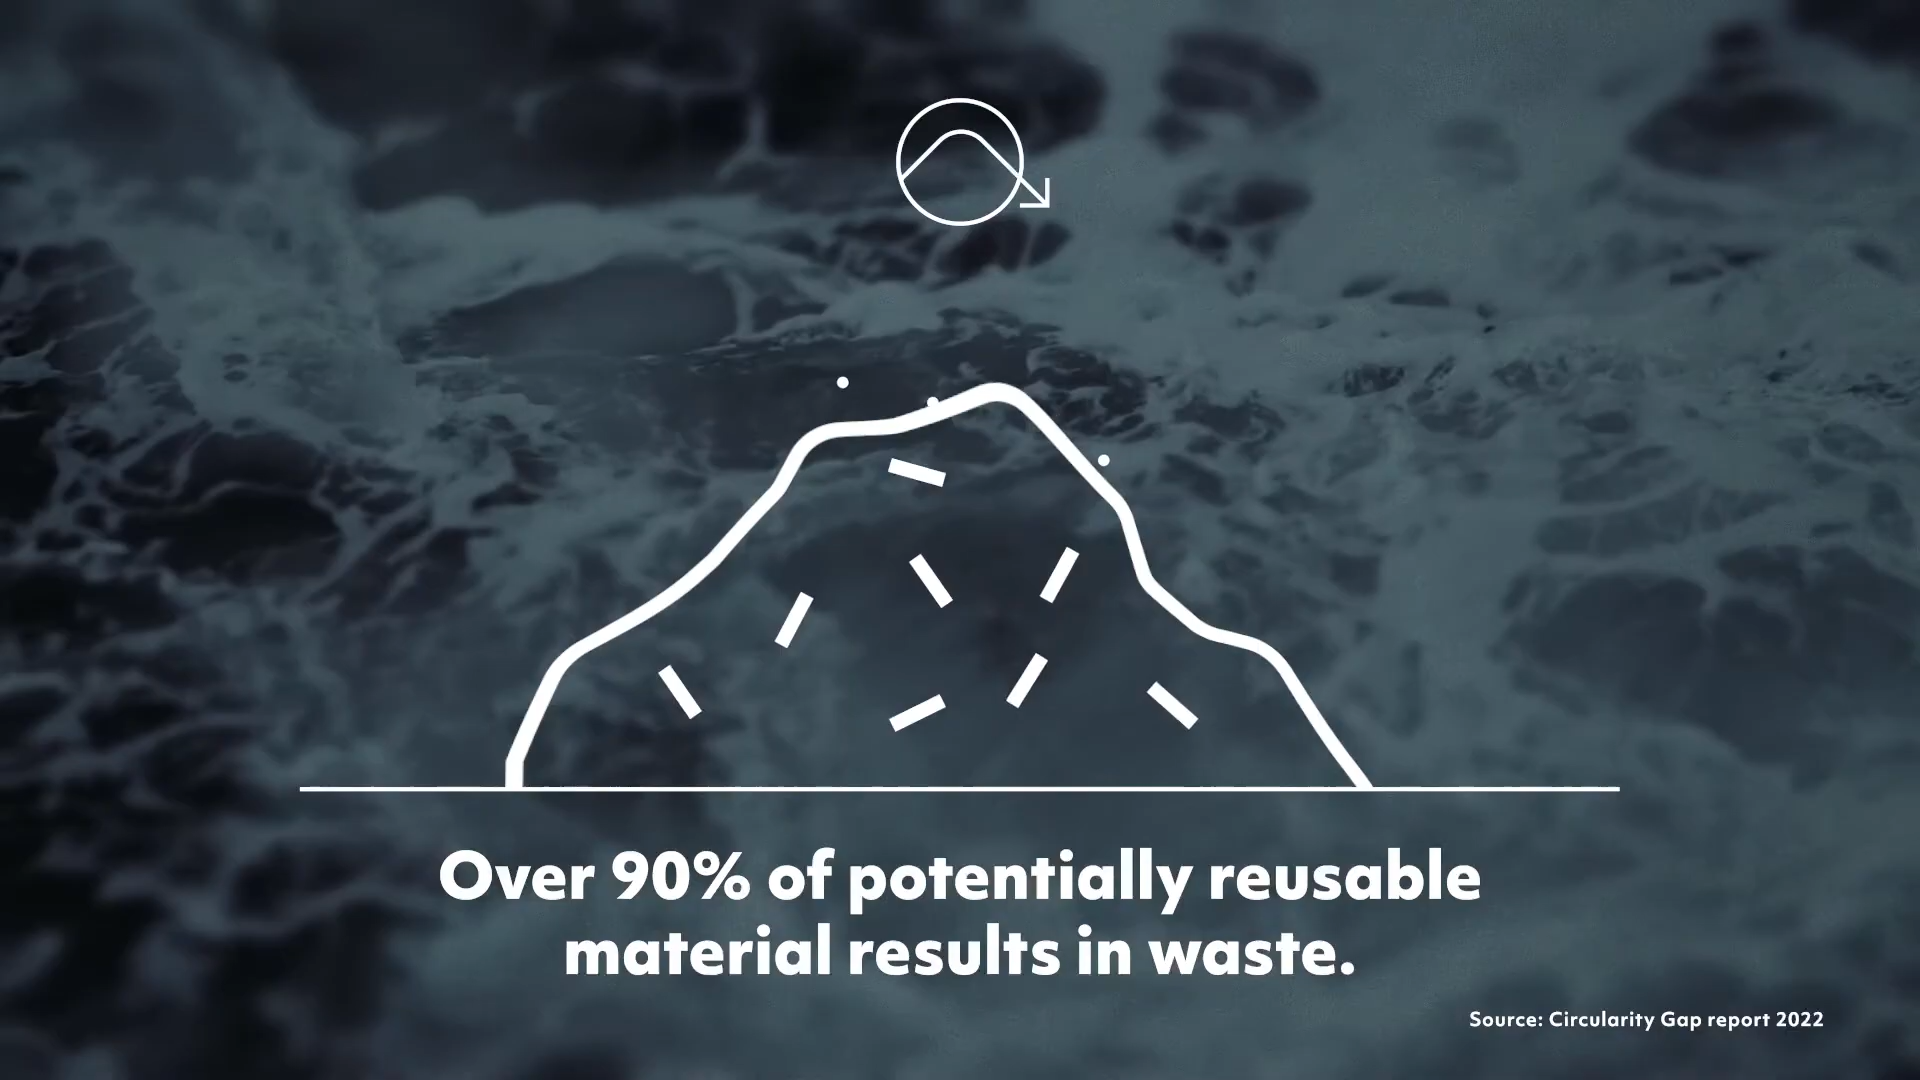 Over 90% of potentially reusable
material results in waste.
Source: Circularity Gap report 2022